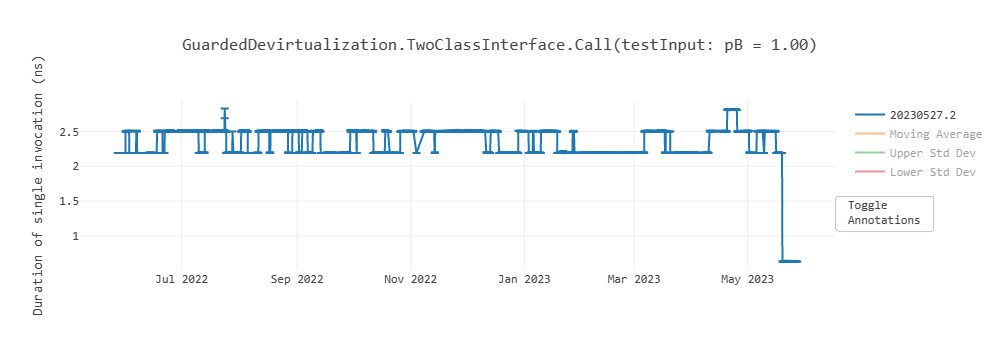 GuardedDevirtualization.TwoClassInterface.Call(testInput: pB = 1.00)
Duration of single invocation (ns)
2.5
2
1.5
1
Jul 2022
Sep 2022
Nov 2022
Jan 2023
Mar 2023
May 2023
20230527.2
Moving Average
Upper Std Dev
Lower Std Dev
Toggle
Annotations